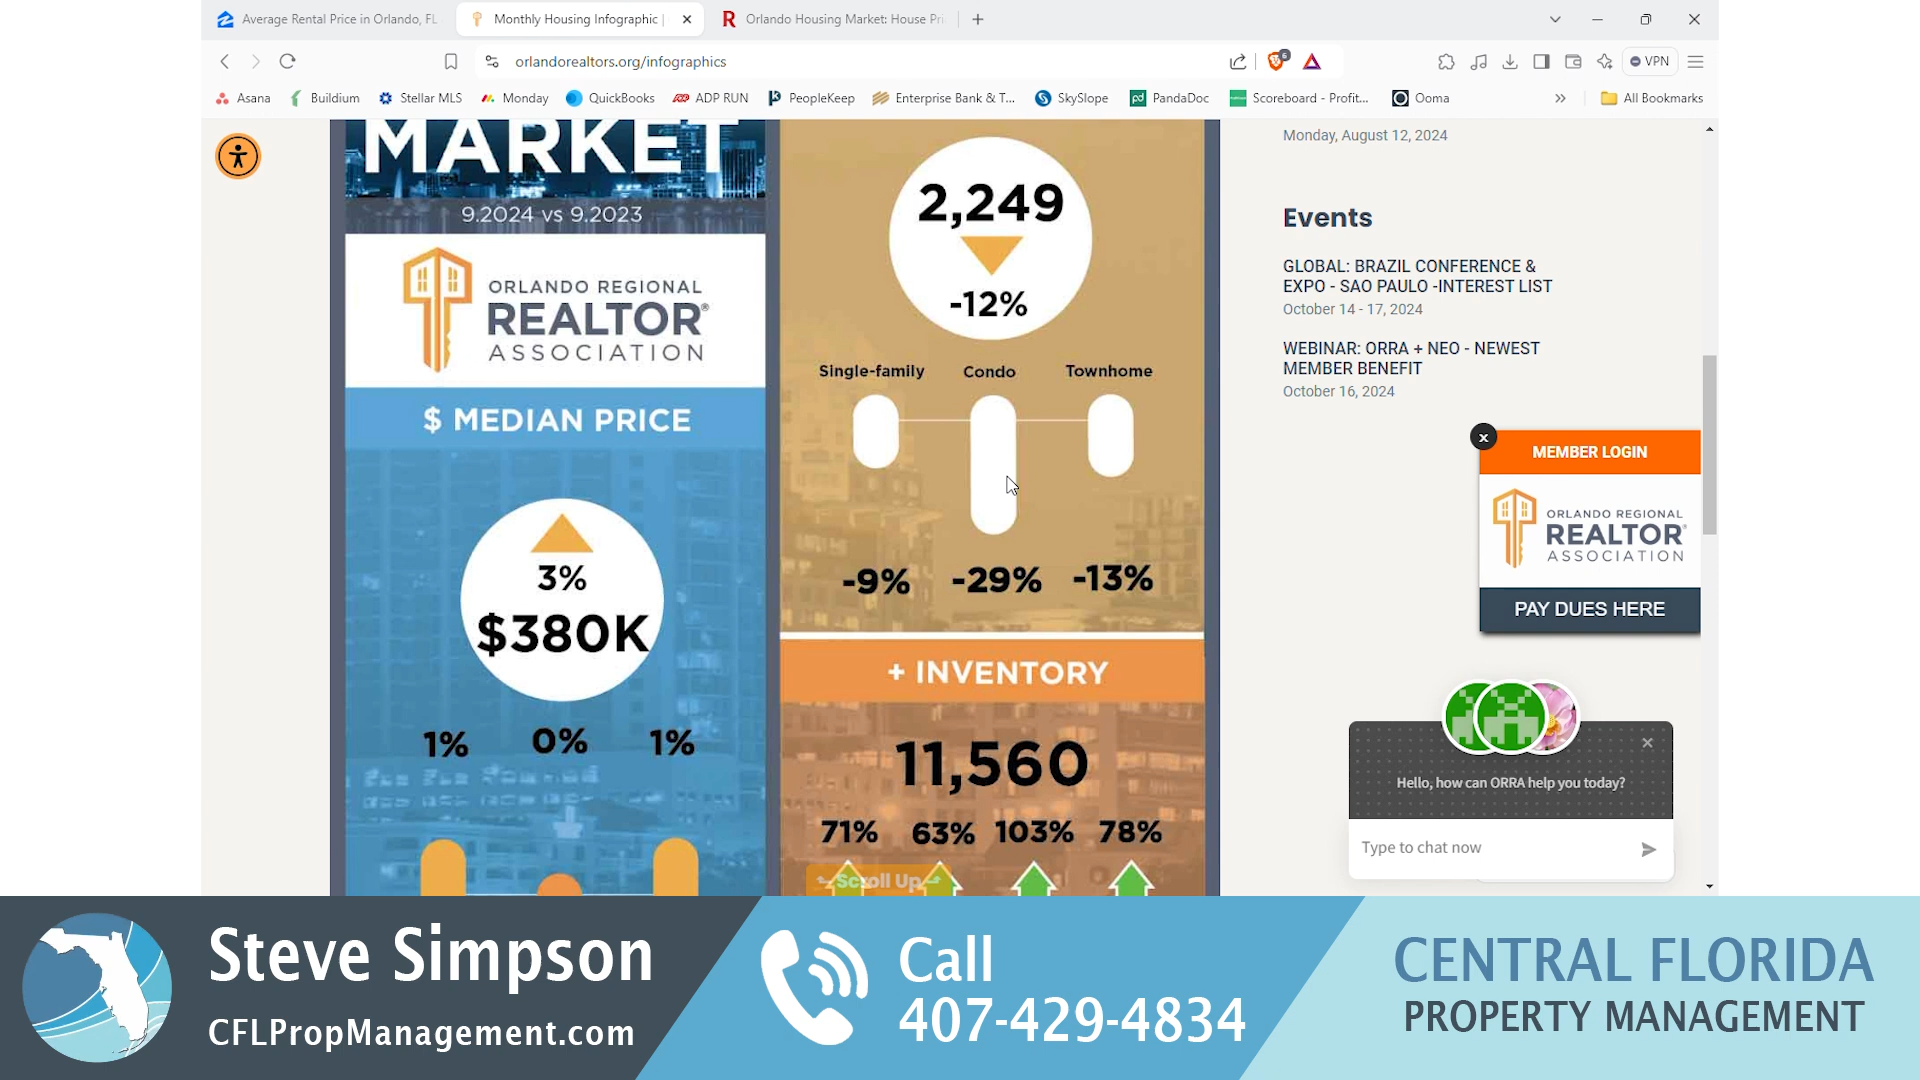 Average Rental Price in Orlando, FL
Monthly Housing Infographic |
Orlando Housing Market: House Pri
orlandorealtors.org/infographics
6
VPN
Asana
Buildium
Stellar MLS
Monday
QuickBooks
ADP RUN
PeopleKeep
Enterprise Bank & T...
SkySlope
PandaDoc
Scoreboard - Profit...
Ooma
All Bookmarks
MARKET
9.2024 vs 9.2023
ORLANDO REGIONAL
REALTOR®
ASSOCIATION
$ MEDIAN PRICE
3%
$380K
1% 0% 1%
2,249
-12%
Single-family Condo Townhome
-9% -29% -13%
+ INVENTORY
11,560
71% 63% 103% 78%
Scroll Up
Monday, August 12, 2024
Events
GLOBAL: BRAZIL CONFERENCE &
EXPO - SAO PAULO -INTEREST LIST
October 14 - 17, 2024
WEBINAR: ORRA + NEO - NEWEST
MEMBER BENEFIT
October 16, 2024
x
MEMBER LOGIN
ORLANDO REGIONAL
REALTOR®
ASSOCIATION
PAY DUES HERE
Hello, how can ORRA help you today?
Type to chat now
Steve Simpson
CFLPropManagement.com
Call
407-429-4834
CENTRAL FLORIDA
PROPERTY MANAGEMENT